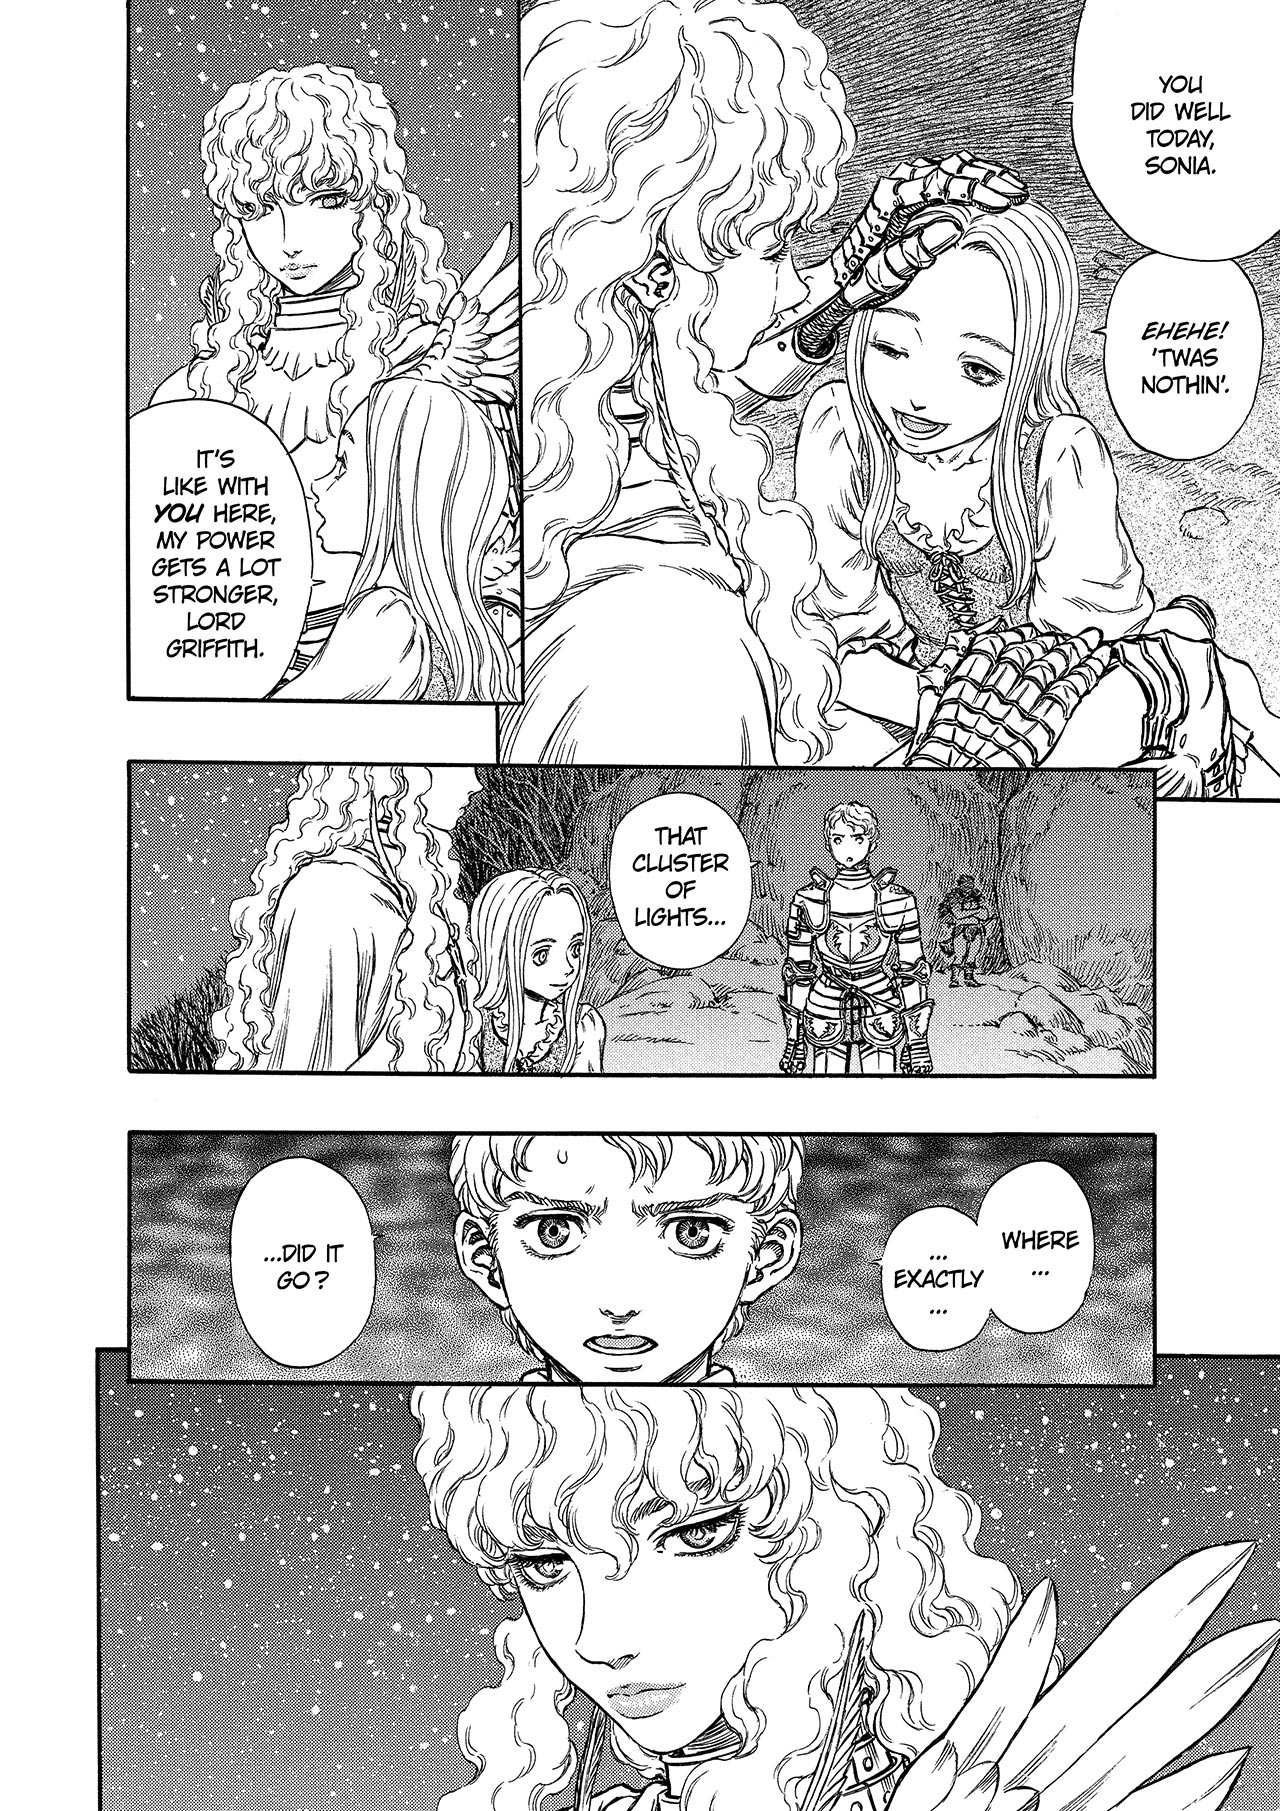 YOU
DID WELL
TODAY,
SONIA.
EHEHE!
'TWAS
NOTHIN'.
IT'S
LIKE WITH
YOU HERE,
MY POWER
GETS A LOT
STRONGER,
LORD
GRIFFITH.
THAT
CLUSTER
OF
LIGHTS...
WHERE
...
...
EXACTLY
...
...DID IT
GO?